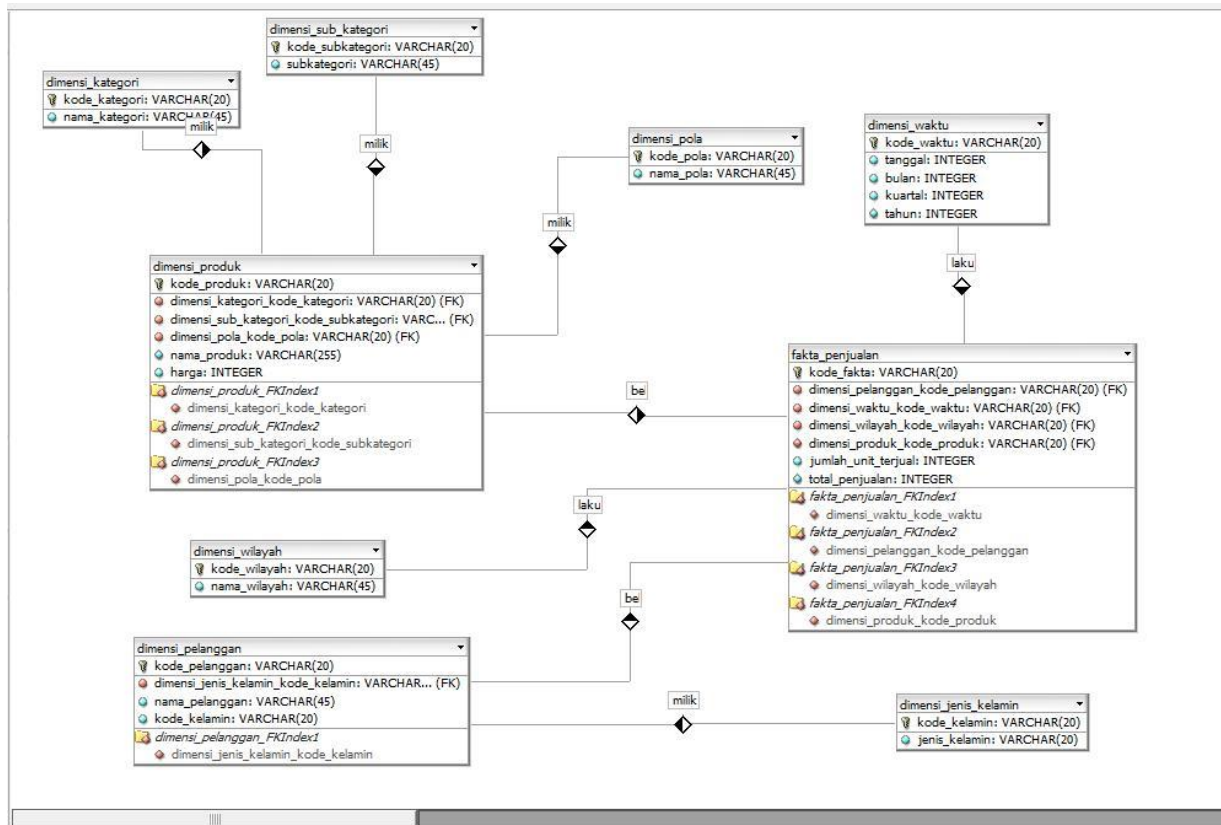 dimensi_sub_kategori
kode_subkategori: VARCHAR(20)
subkategori: VARCHAR(45)
dimensi_kategori
kode_kategori: VARCHAR(20)
nama_kategori: VARCHAR(45)
milik
milik
dimensi_pola
kode_pola: VARCHAR(20)
nama_pola: VARCHAR(45)
milik
dimensi_waktu
kode_waktu: VARCHAR(20)
tanggal: INTEGER
bulan: INTEGER
kuartal: INTEGER
tahun: INTEGER
laku
dimensi_produk
kode_produk: VARCHAR(20)
dimensi_kategori_kode_kategori: VARCHAR(20) (FK)
dimensi_sub_kategori_kode_subkategori: VARC... (FK)
dimensi_pola_kode_pola: VARCHAR(20) (FK)
nama_produk: VARCHAR(255)
harga: INTEGER
dimensi_produk_FKIndex1
dimensi_kategori_kode_kategori
dimensi_produk_FKIndex2
dimensi_sub_kategori_kode_subkategori
dimensi_produk_FKIndex3
dimensi_pola_kode_pola
be
fakta_penjualan
kode_fakta: VARCHAR(20)
dimensi_pelanggan_kode_pelanggan: VARCHAR(20) (FK)
dimensi_waktu_kode_waktu: VARCHAR(20) (FK)
dimensi_wilayah_kode_wilayah: VARCHAR(20) (FK)
dimensi_produk_kode_produk: VARCHAR(20) (FK)
jumlah_unit_terjual: INTEGER
total_penjualan: INTEGER
fakta_penjualan_FKIndex1
dimensi_waktu_kode_waktu
fakta_penjualan_FKIndex2
dimensi_pelanggan_kode_pelanggan
fakta_penjualan_FKIndex3
dimensi_wilayah_kode_wilayah
fakta_penjualan_FKIndex4
dimensi_produk_kode_produk
laku
dimensi_wilayah
kode_wilayah: VARCHAR(20)
nama_wilayah: VARCHAR(45)
be
dimensi_pelanggan
kode_pelanggan: VARCHAR(20)
dimensi_jenis_kelamin_kode_kelamin: VARCHAR... (FK)
nama_pelanggan: VARCHAR(45)
kode_kelamin: VARCHAR(20)
dimensi_pelanggan_FKIndex1
dimensi_jenis_kelamin_kode_kelamin
milik
dimensi_jenis_kelamin
kode_kelamin: VARCHAR(20)
jenis_kelamin: VARCHAR(20)